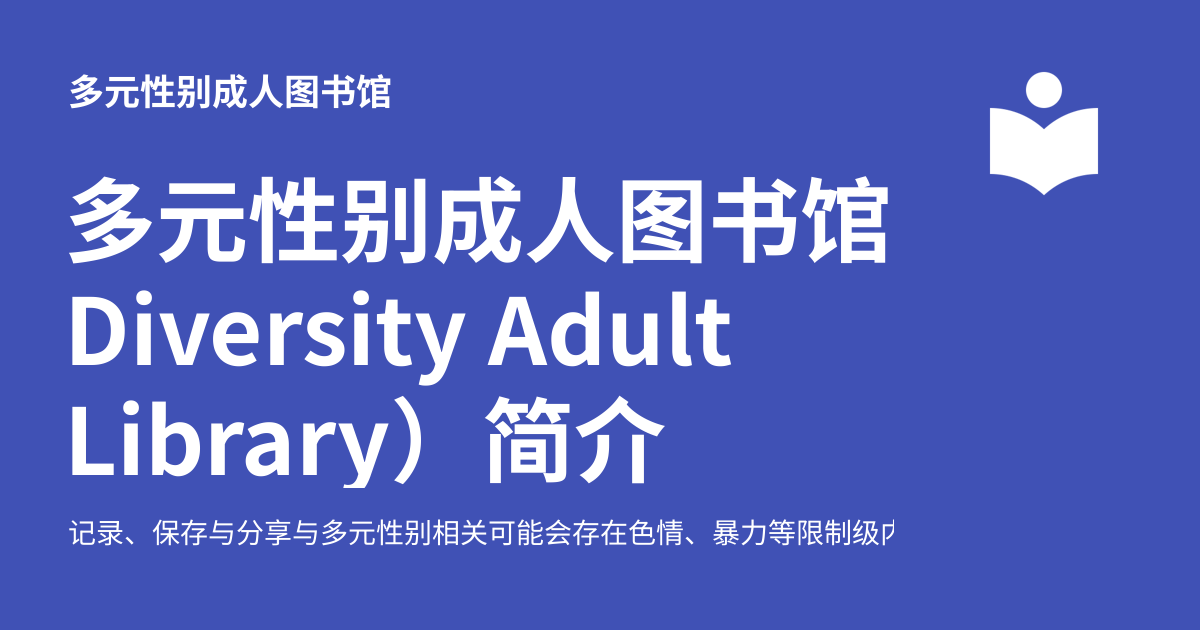 多元性别成人图书馆
多元性别成人图书馆
Diversity Adult
Library）简介
记录、保存与分享与多元性别相关可能会存在色情、暴力等限制级